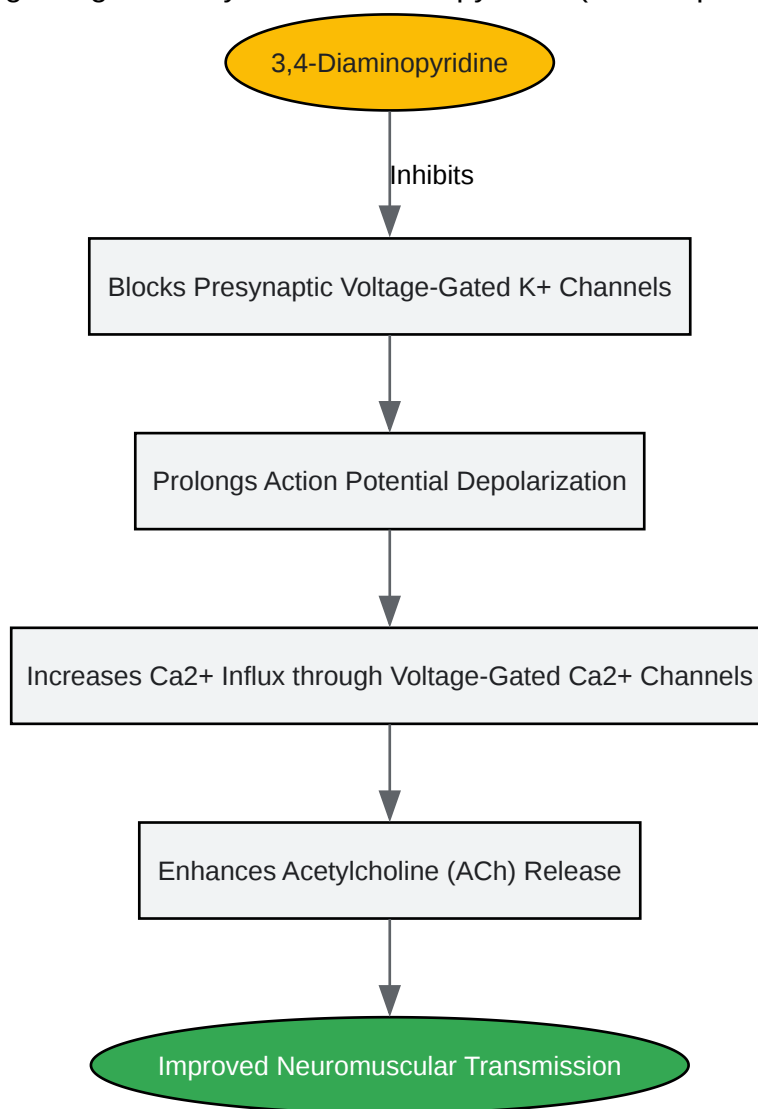 3,4-Diaminopyridine
Inhibits
Blocks Presynaptic Voltage-Gated K+ Channels
Prolongs Action Potential Depolarization
Increases Ca2+ Influx through Voltage-Gated Ca2+ Channels
Enhances Acetylcholine (ACh) Release
Improved Neuromuscular Transmission